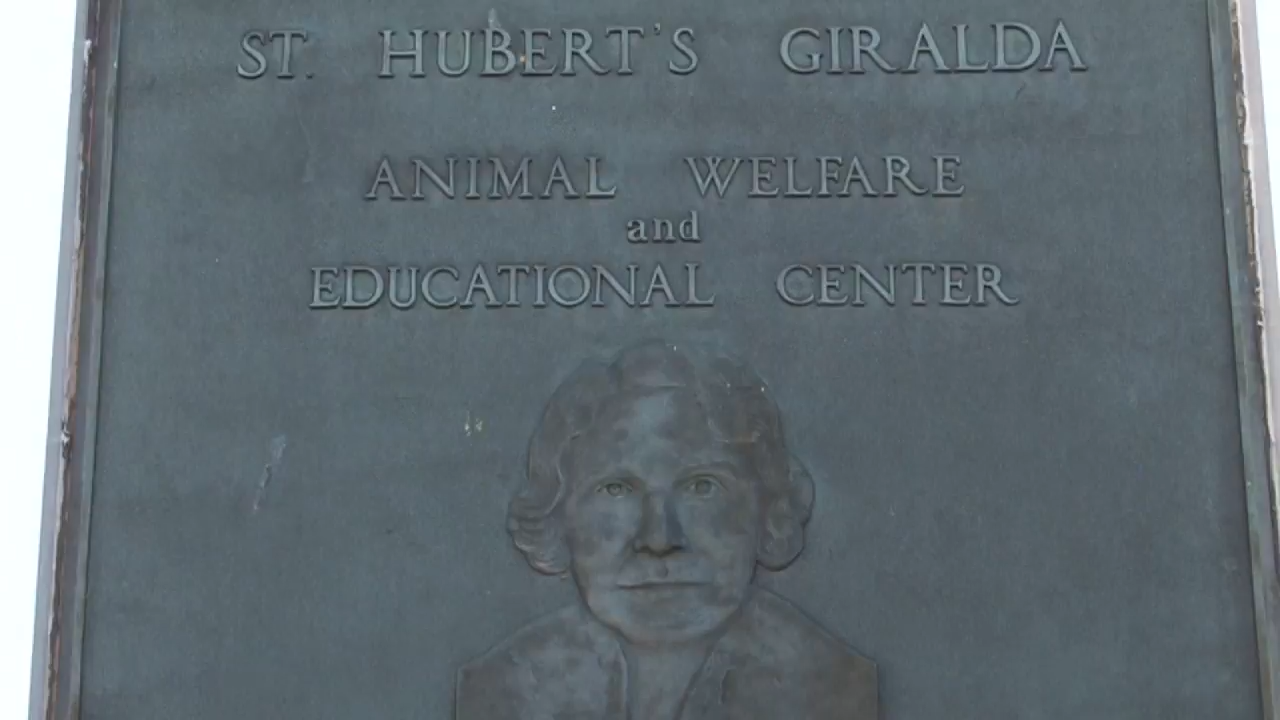 ST. HUBERT'S GIRALDA
ANIMAL WELFARE
and
EDUCATIONAL CENTER